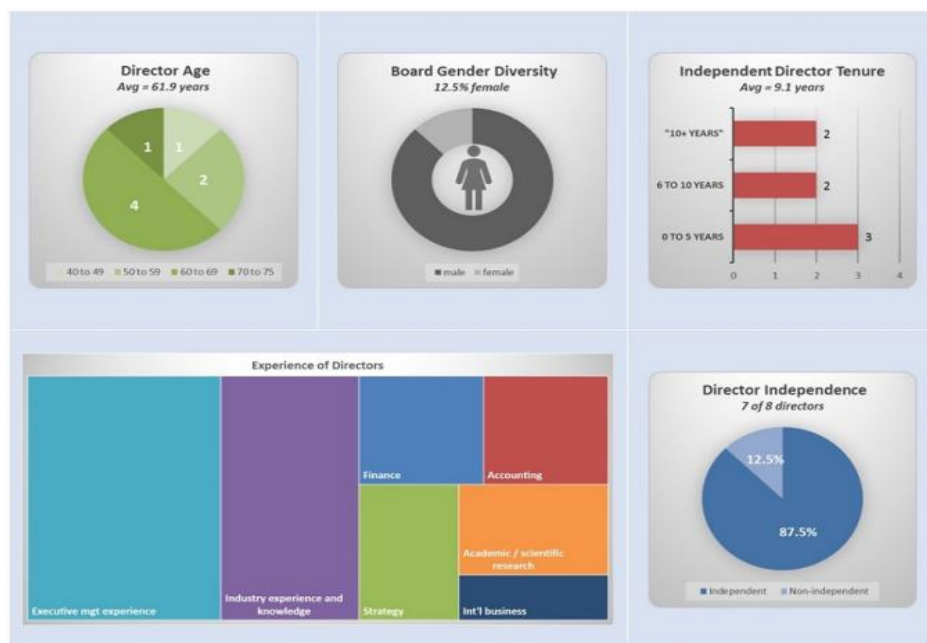 Director Age
Avg = 61.9 years
1
1
2
4
40 to 49 50 to 59 60 to 69 70 to 75
Board Gender Diversity
12.5% female
male female
Independent Director Tenure
Avg = 9.1 years
"10+ YEARS"
2
6 TO 10 YEARS
2
0 TO 5 YEARS
3
0 1 2 3 4
Experience of Directors
Executive mgt experience
Industry experience and
knowledge
Finance
Accounting
Strategy
Academic / scientific
research
Int'l business
Director Independence
7 of 8 directors
12.5%
87.5%
Independent Non-independent